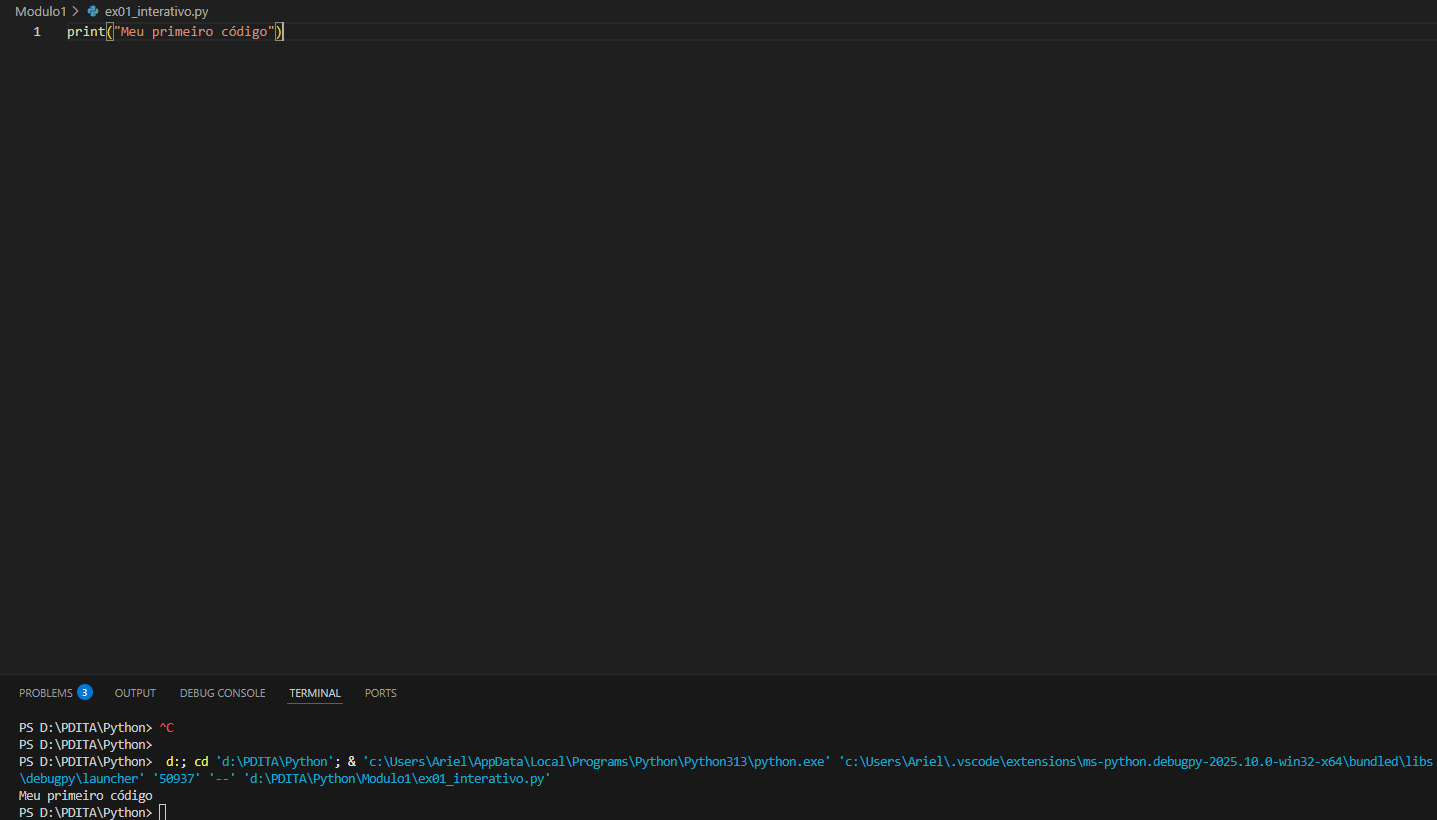 Modulo1 > ex01_interativo.py
1 print("Meu primeiro código")
PROBLEMS 3 OUTPUT DEBUG CONSOLE TERMINAL PORTS
PS D:\PDITA\Python> ^C
PS D:\PDITA\Python>
PS D:\PDITA\Python>  d:; cd 'd:\PDITA\Python'; & 'c:\Users\Ariel\AppData\Local\Programs\Python\Python313\python.exe' 'c:\Users\Ariel\.vscode\extensions\ms-python.debugpy-2025.10.0-win32-x64\bundled\libs
\debugpy\launcher' '50937' '--' 'd:\PDITA\Python\Modulo1\ex01_interativo.py'
Meu primeiro código
PS D:\PDITA\Python>